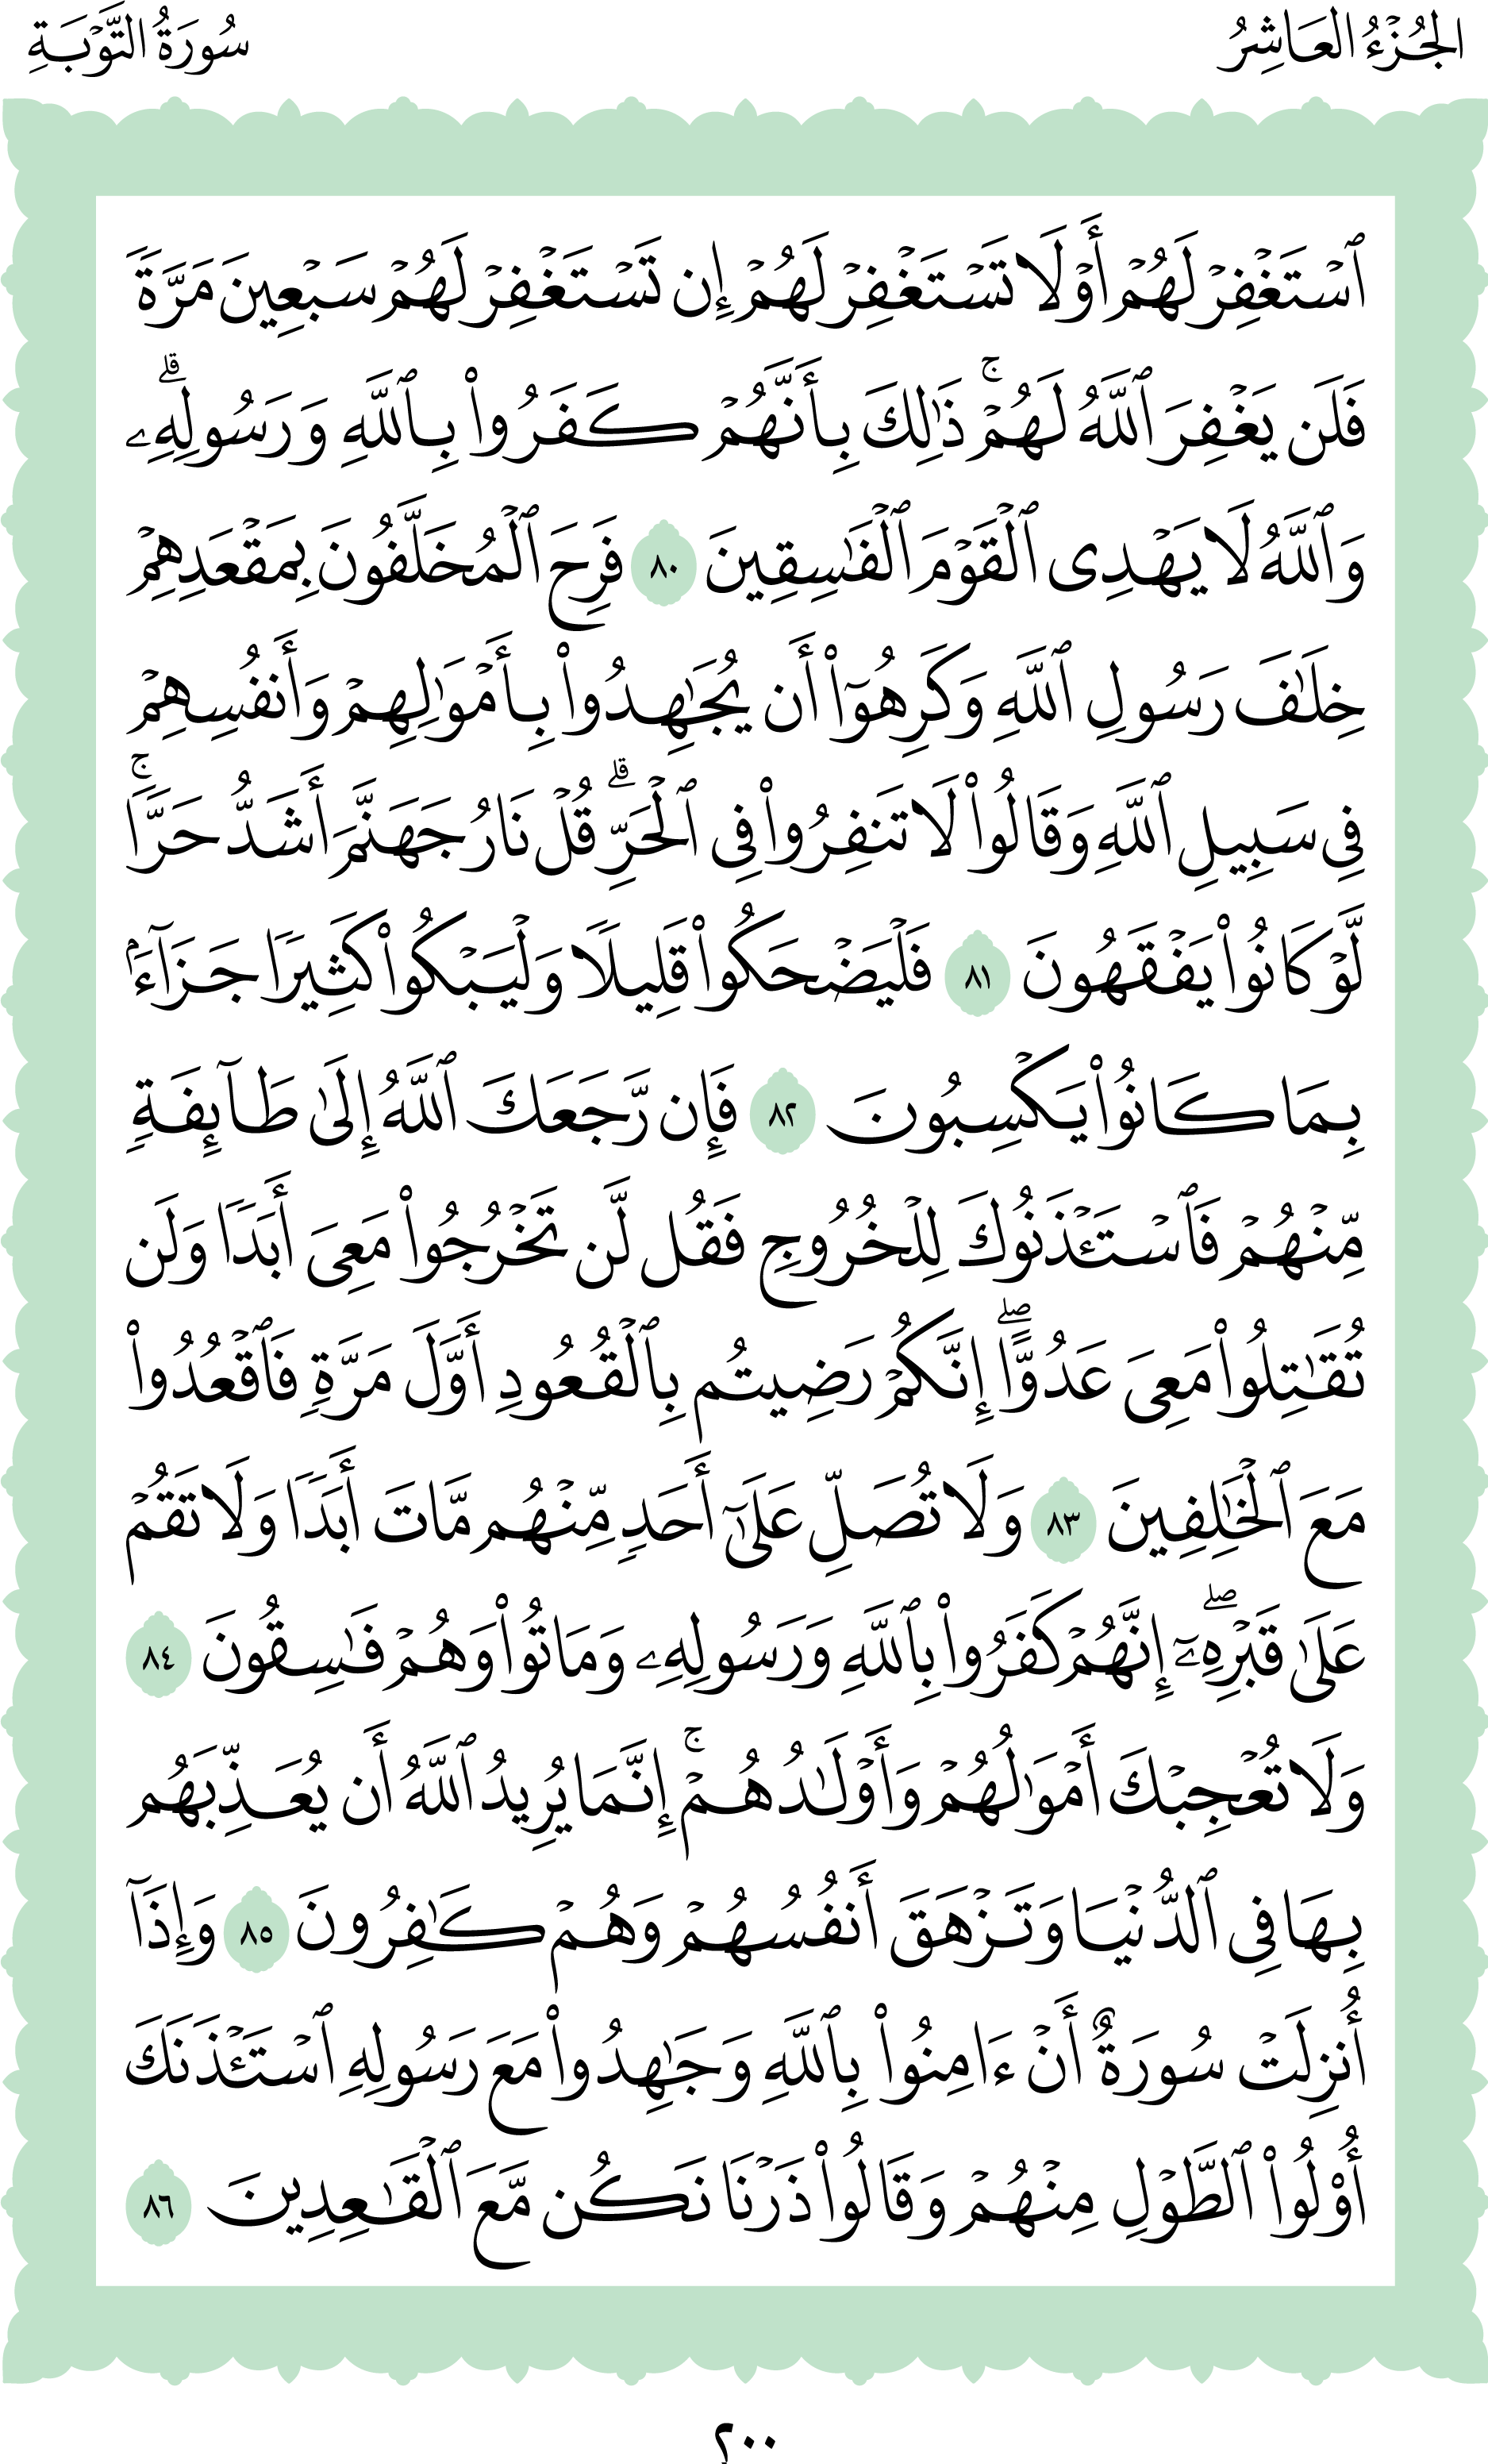 الجُزْءُ العَاشِرُ
سُورَةُ التَّوْبَةِ
ٱسْتَغْفِرْ لَهُمْ أَوْ لَا تَسْتَغْفِرْ لَهُمْ إِن تَسْتَغْفِرْ لَهُمْ سَبْعِينَ مَرَّةً
فَلَن يَغْفِرَ ٱللَّهُ لَهُمْۚ ذَٰلِكَ بِأَنَّهُمْ كَفَرُوا۟ بِٱللَّهِ وَرَسُولِهِۦۗ
وَٱللَّهُ لَا يَهْدِى ٱلْقَوْمَ ٱلْفَٰسِقِينَ ٨٠ فَرِحَ ٱلْمُخَلَّفُونَ بِمَقْعَدِهِمْ
خِلَٰفَ رَسُولِ ٱللَّهِ وَكَرِهُوٓا۟ أَن يُجَٰهِدُوا۟ بِأَمْوَٰلِهِمْ وَأَنفُسِهِمْ
فِى سَبِيلِ ٱللَّهِ وَقَالُوا۟ لَا تَنفِرُوا۟ فِى ٱلْحَرِّۗ قُلْ نَارُ جَهَنَّمَ أَشَدُّ حَرًّاۚ
لَّوْ كَانُوا۟ يَفْقَهُونَ ٨١ فَلْيَضْحَكُوا۟ قَلِيلًا وَلْيَبْكُوا۟ كَثِيرًا جَزَآءًۢ
بِمَا كَانُوا۟ يَكْسِبُونَ ٨٢ فَإِن رَّجَعَكَ ٱللَّهُ إِلَىٰ طَآئِفَةٍ
مِّنْهُمْ فَٱسْتَـْٔذَنُوكَ لِلْخُرُوجِ فَقُل لَّن تَخْرُجُوا۟ مَعِىَ أَبَدًا وَلَن
تُقَٰتِلُوا۟ مَعِىَ عَدُوًّاۖ إِنَّكُمْ رَضِيتُم بِٱلْقُعُودِ أَوَّلَ مَرَّةٍ فَٱقْعُدُوا۟
مَعَ ٱلْخَٰلِفِينَ ٨٣ وَلَا تُصَلِّ عَلَىٰٓ أَحَدٍ مِّنْهُم مَّاتَ أَبَدًا وَلَا تَقُمْ
عَلَىٰ قَبْرِهِۦٓۖ إِنَّهُمْ كَفَرُوا۟ بِٱللَّهِ وَرَسُولِهِۦ وَمَاتُوا۟ وَهُمْ فَٰسِقُونَ ٨٤
وَلَا تُعْجِبْكَ أَمْوَٰلُهُمْ وَأَوْلَٰدُهُمْۚ إِنَّمَا يُرِيدُ ٱللَّهُ أَن يُعَذِّبَهُم
بِهَا فِى ٱلدُّنْيَا وَتَزْهَقَ أَنفُسُهُمْ وَهُمْ كَٰفِرُونَ ٨٥ وَإِذَآ
أُنزِلَتْ سُورَةٌ أَنْ ءَامِنُوا۟ بِٱللَّهِ وَجَٰهِدُوا۟ مَعَ رَسُولِهِ ٱسْتَـْٔذَنَكَ
أُو۟لُوا۟ ٱلطَّوْلِ مِنْهُمْ وَقَالُوا۟ ذَرْنَا نَكُن مَّعَ ٱلْقَٰعِدِينَ ٨٦
٢٠٠